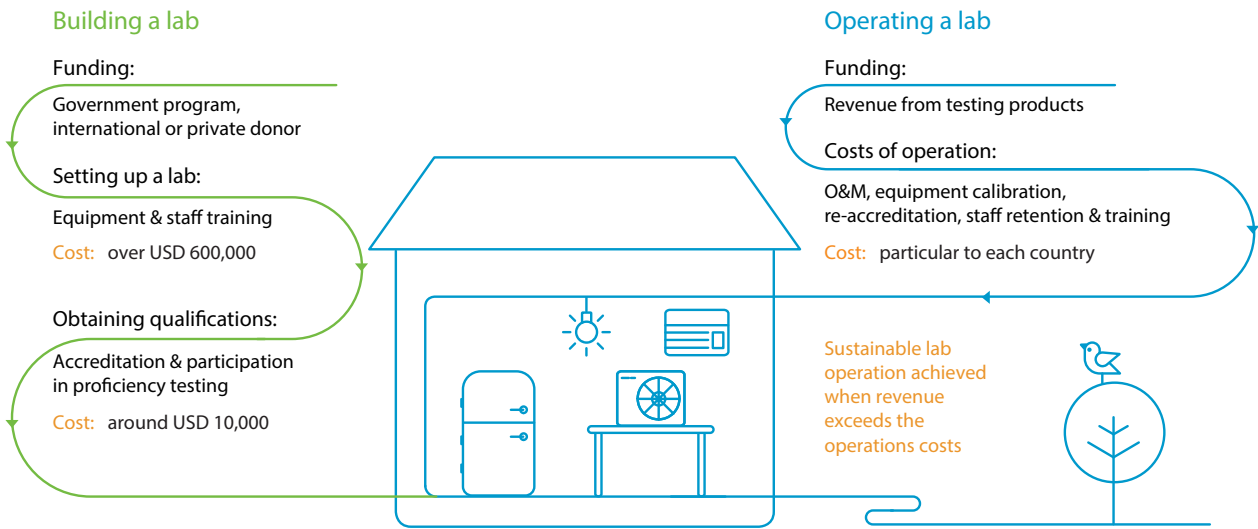 Building a lab
Funding:
Government program,
international or private donor
Setting up a lab:
Equipment & staff training
Cost: over USD 600,000
Obtaining qualifications:
Accreditation & participation
in proficiency testing
Cost: around USD 10,000
Operating a lab
Funding:
Revenue from testing products
Costs of operation:
O&M, equipment calibration,
re-accreditation, staff retention & training
Cost: particular to each country
Sustainable lab
operation achieved
when revenue
exceeds the
operations costs